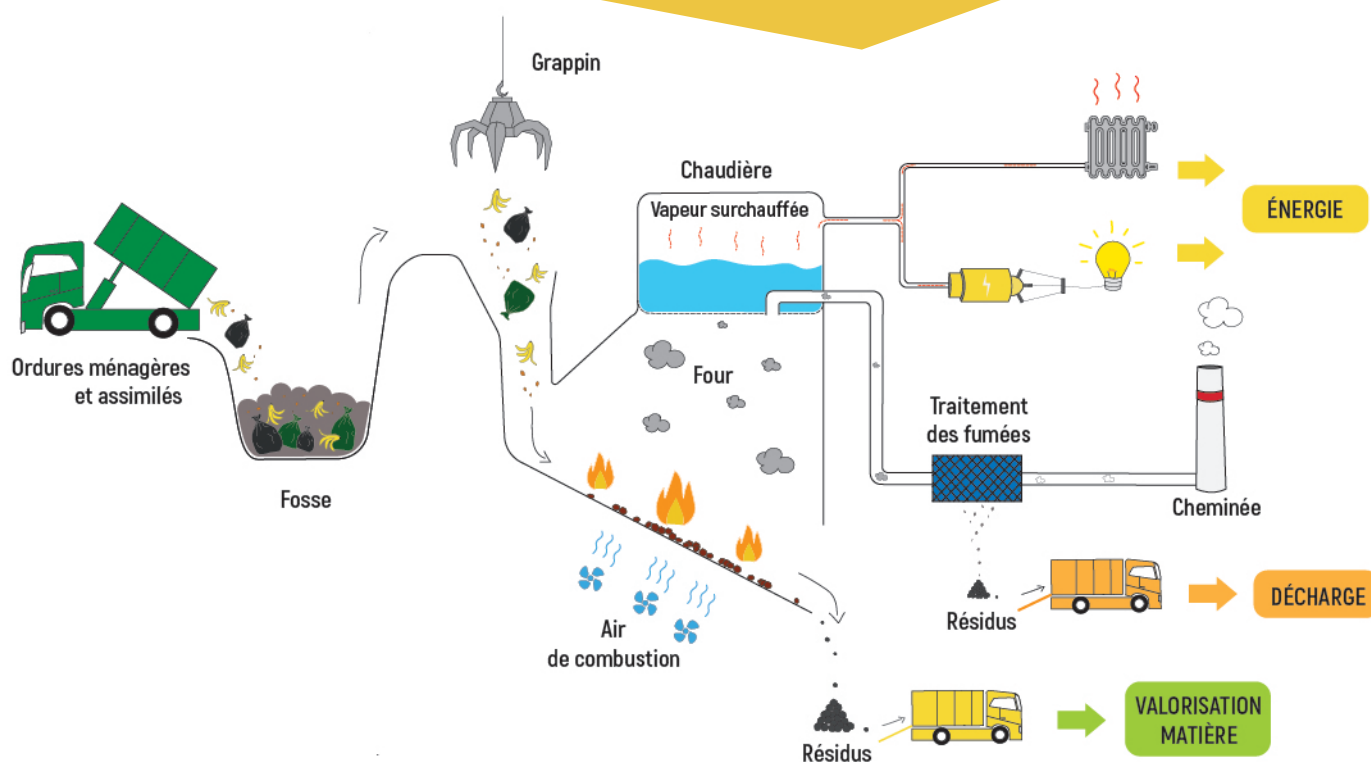 Grappin
Chaudière
Vapeur surchauffée
ÉNERGIE
Ordures ménagères
et assimilés
Four
Traitement
des fumées
Fosse
Cheminée
Air
de combustion
Résidus
DÉCHARGE
Résidus
VALORISATION
MATIÈRE